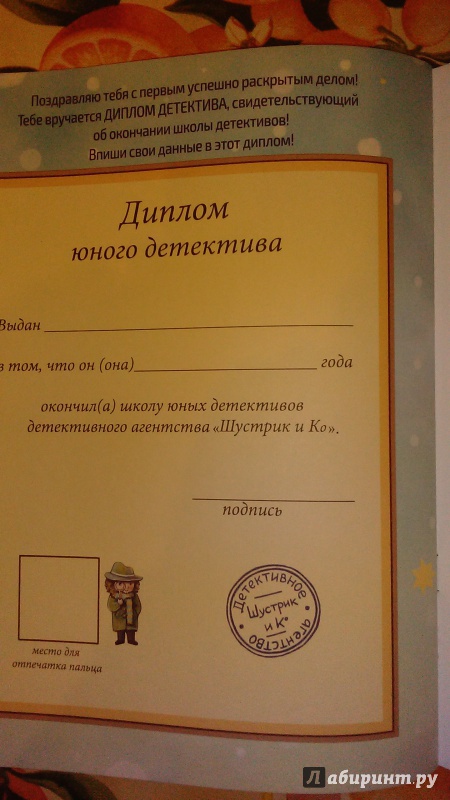 Поздравляю тебя с первым успешно раскрытым делом!
Тебе вручается ДИПЛОМ ДЕТЕКТИВА, свидетельствующий
об окончании школы детективов!
Впиши свои данные в этот диплом!
Диплом
юного детектива
Выдан
в том, что он (она) года
окончил(а) школу юных детективов
детективного агентства «Шустрик и Ко».
подпись
место для
отпечатка пальца
Детективное
Шустрик
и К°
агентство
Лабиринт.ру